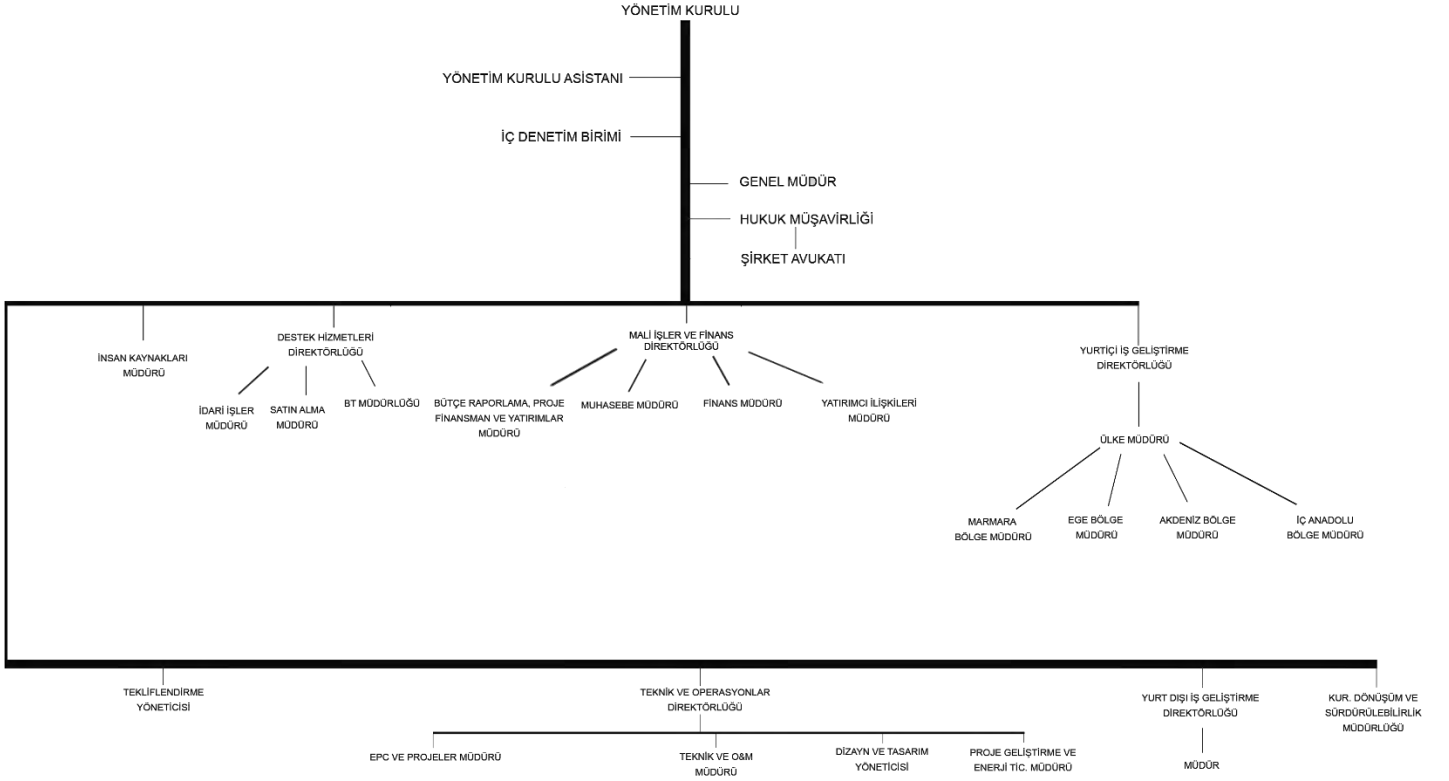 YÖNETİM KURULU
YÖNETİM KURULU ASİSTANI
İÇ DENETİM BİRİMİ
GENEL MÜDÜR
HUKUK MÜŞAVİRLİĞİ
ŞİRKET AVUKATI
İNSAN KAYNAKLARI
MÜDÜRÜ
DESTEK HİZMETLERİ
DİREKTÖRLÜĞÜ
İDARİ İŞLER
MÜDÜRÜ
SATIN ALMA
MÜDÜRÜ
BT MÜDÜRLÜĞÜ
MALİ İŞLER VE FİNANS
DİREKTÖRLÜĞÜ
BÜTÇE RAPORLAMA, PROJE
FİNANSMAN VE YATIRIMLAR
MÜDÜRÜ
MUHASEBE MÜDÜRÜ
FİNANS MÜDÜRÜ
YATIRIMCI İLİŞKİLERİ
MÜDÜRÜ
YURTİÇİ İŞ GELİŞTİRME
DİREKTÖRLÜĞÜ
ÜLKE MÜDÜRÜ
MARMARA
BÖLGE MÜDÜRÜ
EGE BÖLGE
MÜDÜRÜ
AKDENİZ BÖLGE
MÜDÜRÜ
İÇ ANADOLU
BÖLGE MÜDÜRÜ
TEKLİFLENDİRME
YÖNETİCİSİ
TEKNİK VE OPERASYONLAR
DİREKTÖRLÜĞÜ
EPC VE PROJELER MÜDÜRÜ
TEKNİK VE O&M
MÜDÜRÜ
DİZAYN VE TASARIM
YÖNETİCİSİ
PROJE GELİŞTİRME VE
ENERJİ TİC. MÜDÜRÜ
YURT DIŞI İŞ GELİŞTİRME
DİREKTÖRLÜĞÜ
MÜDÜR
KUR. DÖNÜŞÜM VE
SÜRDÜRÜLEBİLİRLİK
MÜDÜRLÜĞÜ